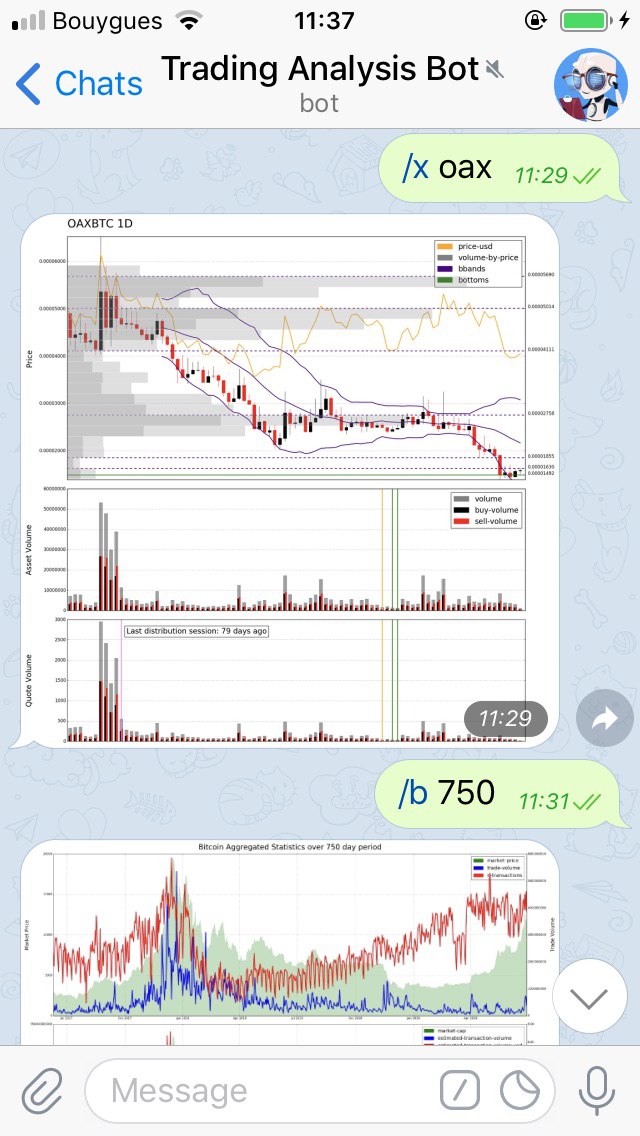 Bouygues 11:37
Chats
Trading Analysis Bot
bot
/x oax 11:29
OAXBTC 1D
price-usd
volume-by-price
bbands
bottoms
Price
0.00006000
0.00005000
0.00004000
0.00003000
0.00002000
0.00005690
0.00005014
0.00004111
0.00002758
0.00001855
0.00001630
0.00001492
Asset Volume
60000000
50000000
40000000
30000000
20000000
10000000
0
volume
buy-volume
sell-volume
Quote Volume
3000
2500
2000
1500
1000
500
0
Last distribution session: 79 days ago
11:29
/b 750 11:31
Bitcoin Aggregated Statistics over 750 day period
market-price
trade-volume
n-transactions
Market Price
Trade Volume
market-cap
estimated-transaction-volume
Message